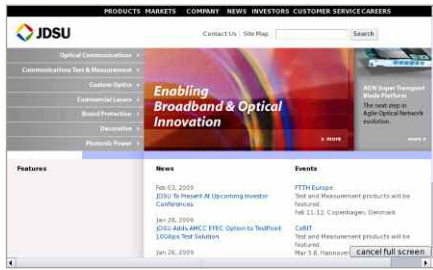 PRODUCTS MARKETS COMPANY NEWS INVESTORS CUSTOMER SERVICE CAREERS
JDSU
Contact Us Site Map Search
Optical Communications
Communications Test & Measurement
Custom Optics
Commercial Lasers
Brand Protection
Decorative
Photonic Power
Enabling
Broadband & Optical
Innovation
» more
AON Super Transport
Blade Platform
The next step in
Agile Optical Network
evolution.
more »
Features
News
Feb 03, 2009
JDSU To Present At Upcoming Investor
Conferences
Jan 28, 2009
JDSU Adds AMCC EFEC Option to TestPoint
10Gbps Test Solution
Jan 26, 2009
Events
FTTH Europe
Test and Measurement products will be
featured.
Feb 11-12, Copenhagen, Denmark
CeBIT
Test and Measurement products will be
featured.
Mar 3-8, Hannover
cancel full screen